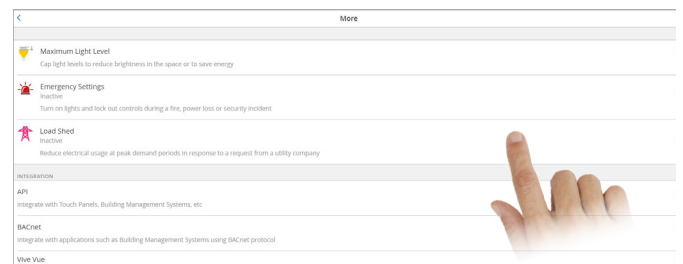 More
Maximum Light Level
Cap light levels to reduce brightness in the space or to save energy
Emergency Settings
Inactive
Turn on lights and lock out controls during a fire, power loss or security incident
Load Shed
Inactive
Reduce electrical usage at peak demand periods in response to a request from a utility company
INTEGRATION
API
Integrate with Touch Panels, Building Management Systems, etc
BACnet
Integrate with applications such as Building Management Systems using BACnet protocol
Vive Vue